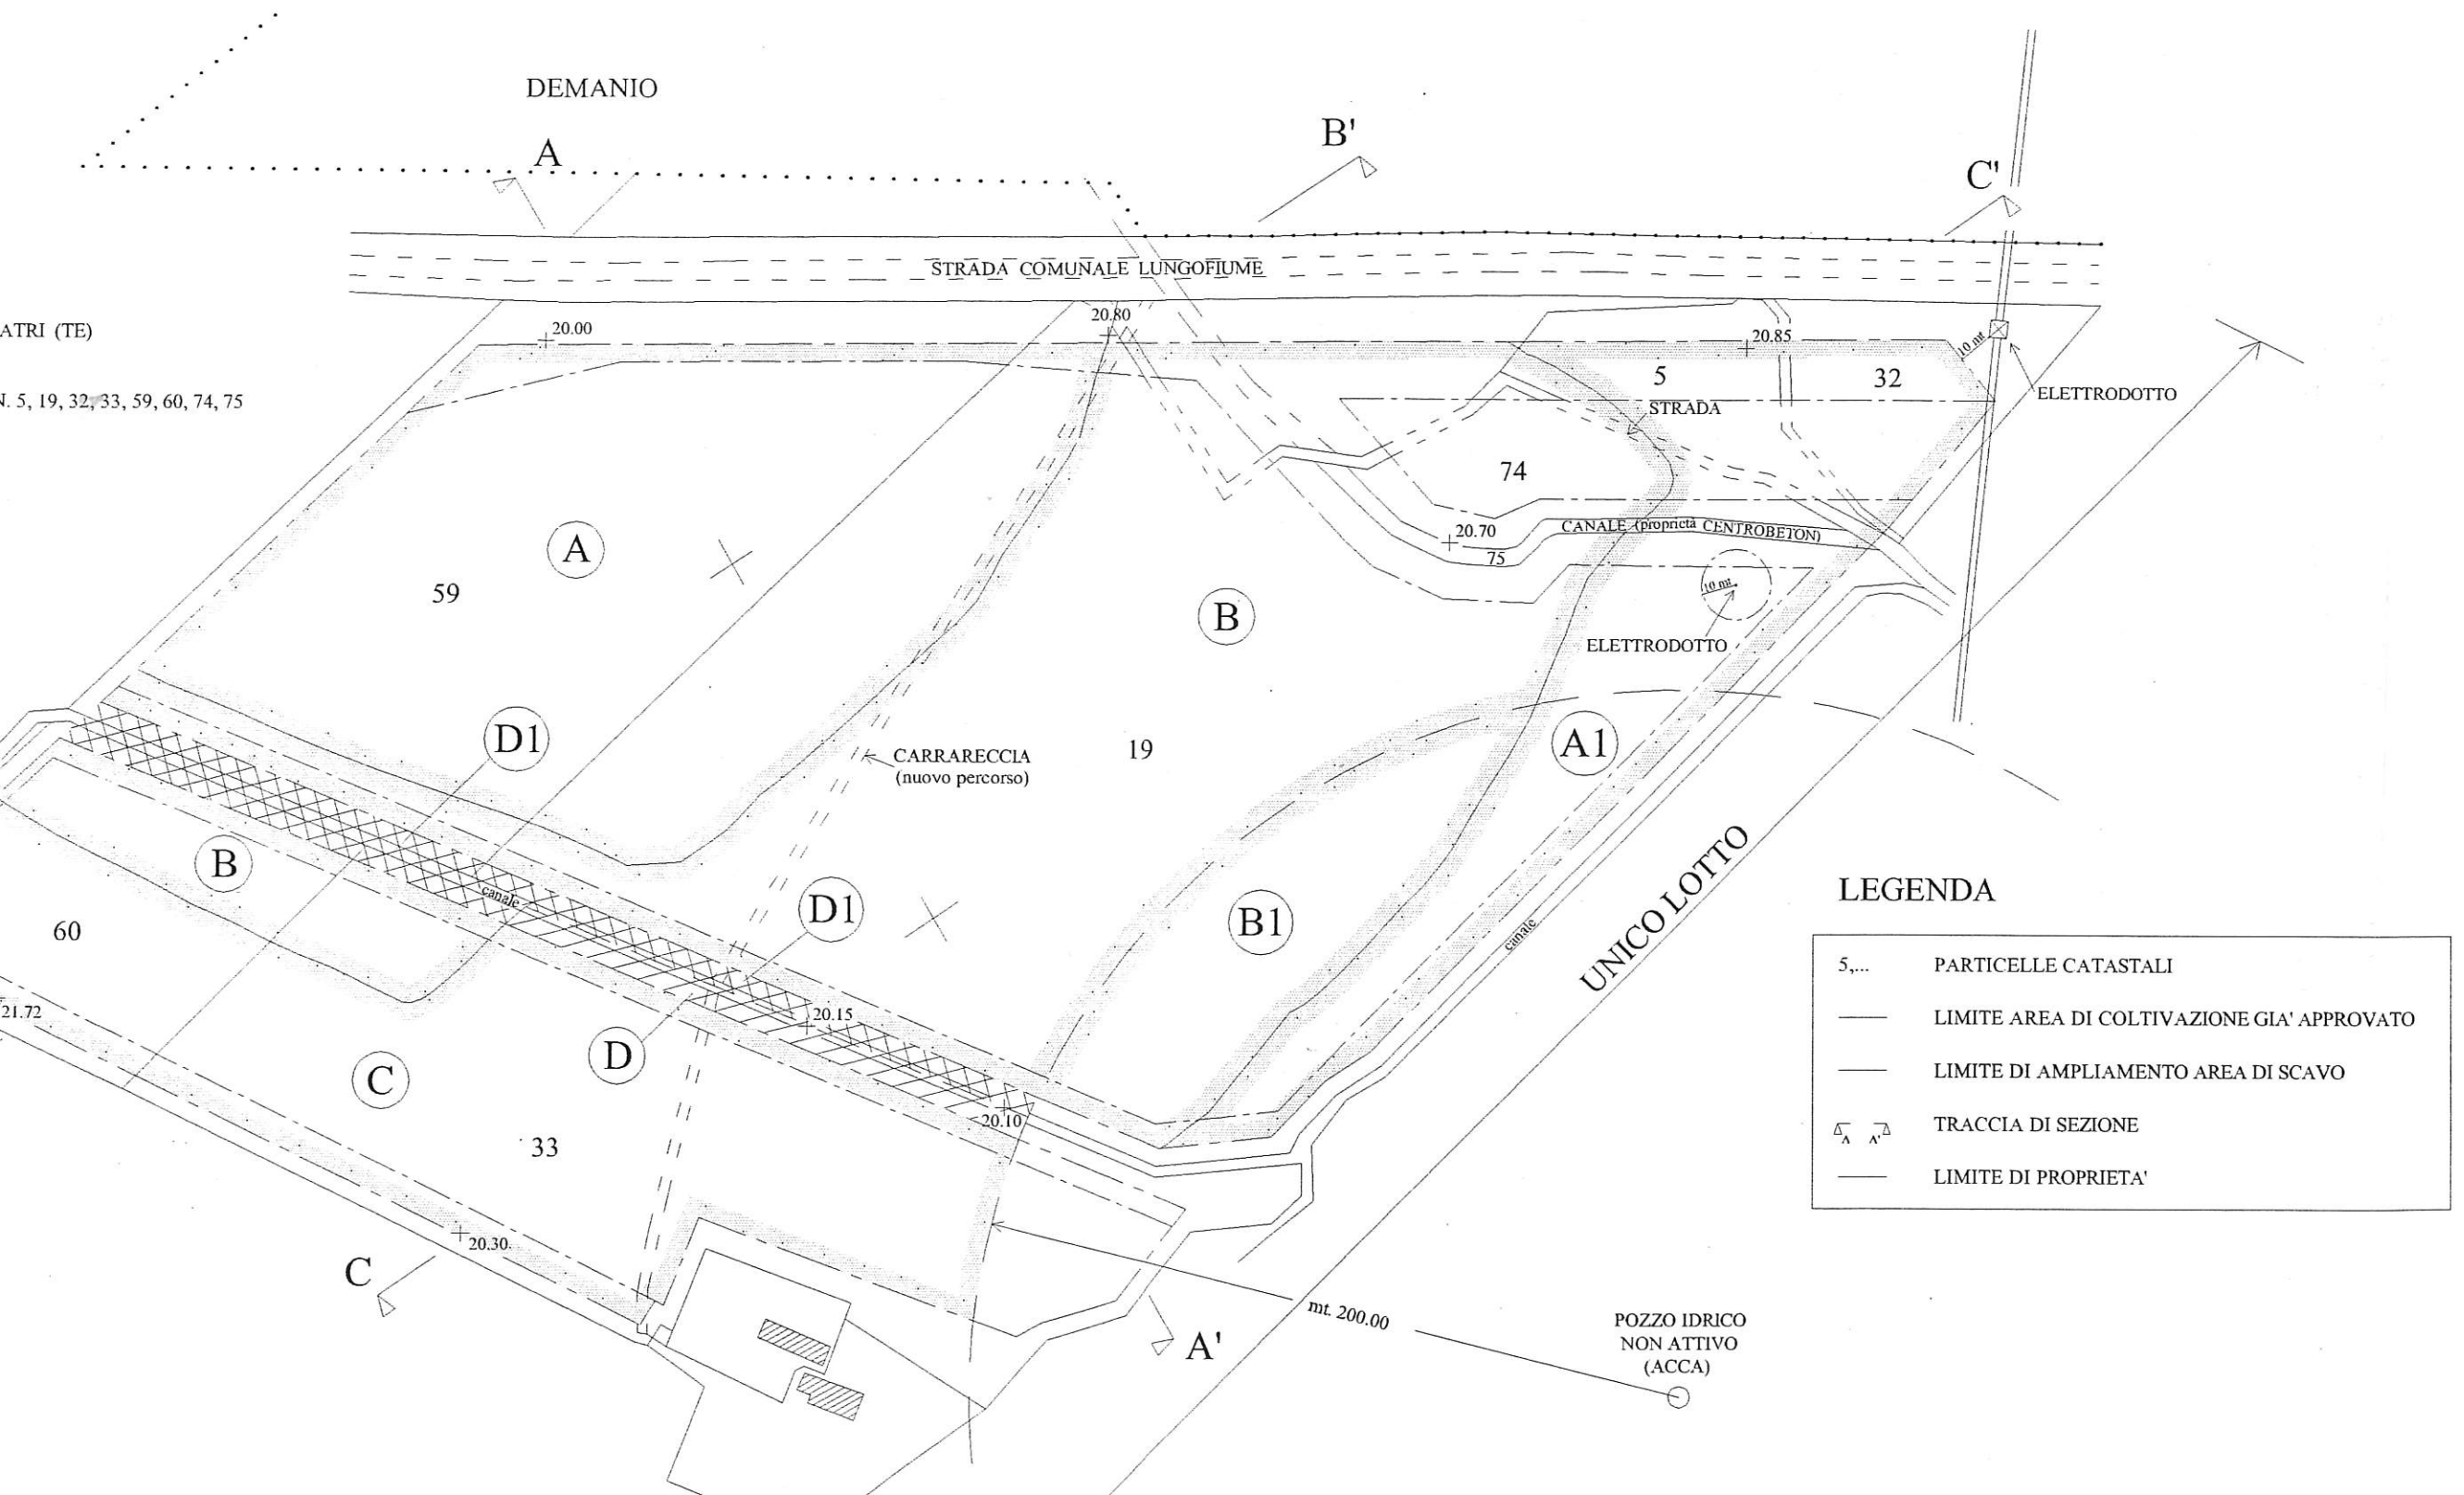 DEMANIO
A
B'
C'
STRADA COMUNALE LUNGOFIUME
ATRI (TE)
N. 5, 19, 32, 33, 59, 60, 74, 75
20.00
20.80
20.85
10 mt
5
32
ELETTRODOTTO
STRADA
74
20.70
CANALE (proprietà CENTROBETON)
75
A
59
B
10 mt
ELETTRODOTTO
D1
CARRARECCIA
(nuovo percorso)
19
A1
B
canale
D1
B1
canale
UNICO LOTTO
60
21.72
20.15
D
C
20.10
33
20.30
C
A'
mt. 200.00
POZZO IDRICO
NON ATTIVO
(ACCA)
LEGENDA
5,... PARTICELLE CATASTALI
LIMITE AREA DI COLTIVAZIONE GIA' APPROVATO
LIMITE DI AMPLIAMENTO AREA DI SCAVO
A A' TRACCIA DI SEZIONE
LIMITE DI PROPRIETA'